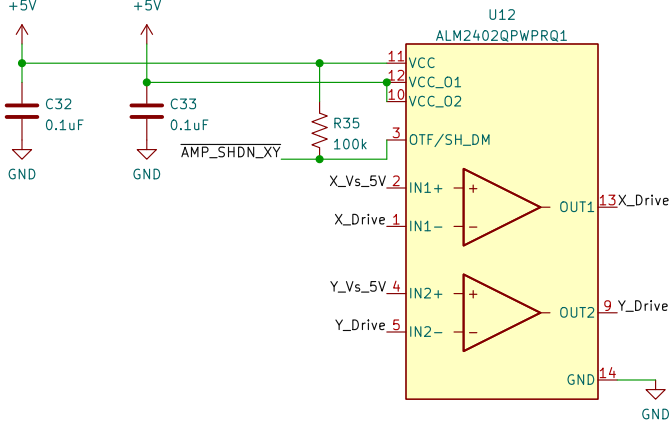 +5V
+5V
U12
ALM2402QPWPRQ1
11
VCC
12
VCC_O1
10
VCC_O2
C32
0.1uF
C33
0.1uF
R35
100k
3
OTF/SH_DM
AMP_SHDN_XY
GND
GND
X_Vs_5V
2
IN1+
+
OUT1
13
X_Drive
X_Drive
1
IN1-
-
Y_Vs_5V
4
IN2+
+
OUT2
9
Y_Drive
Y_Drive
5
IN2-
-
GND
14
GND